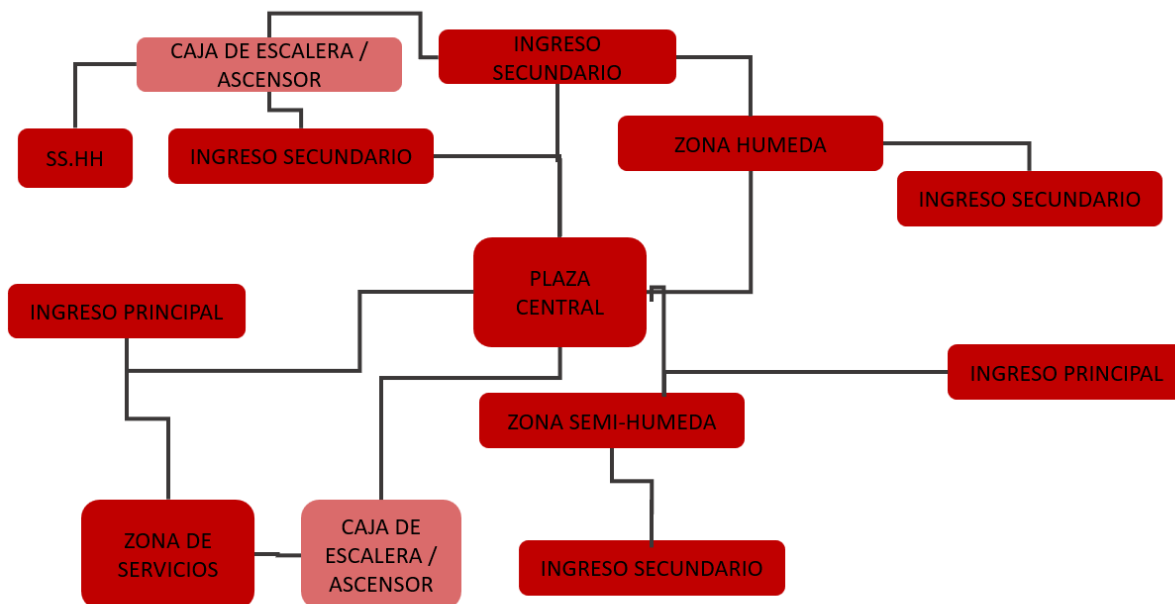 CAJA DE ESCALERA /
ASCENSOR
INGRESO
SECUNDARIO
SS.HH
INGRESO SECUNDARIO
ZONA HUMEDA
INGRESO SECUNDARIO
PLAZA
CENTRAL
INGRESO PRINCIPAL
INGRESO PRINCIPAL
ZONA SEMI-HUMEDA
ZONA DE
SERVICIOS
CAJA DE
ESCALERA /
ASCENSOR
INGRESO SECUNDARIO